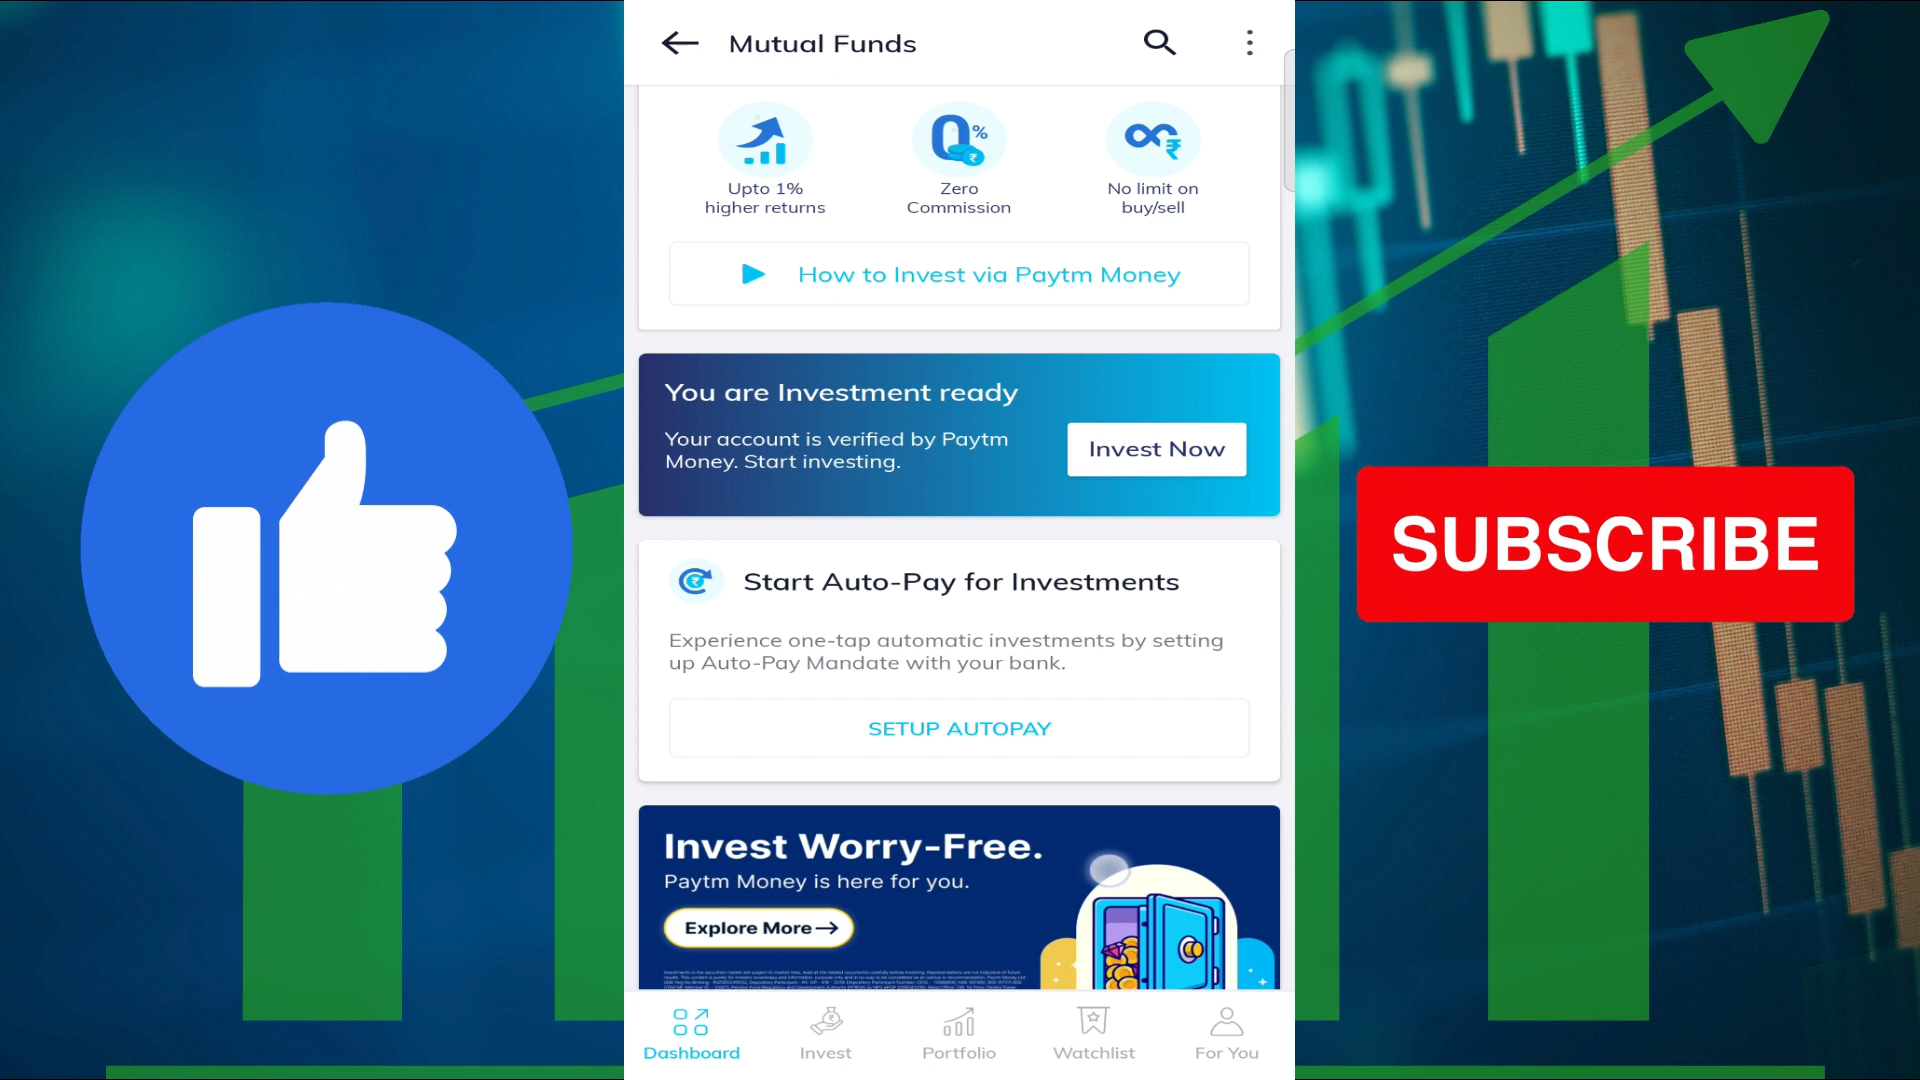 Mutual Funds
Upto 1%
higher returns
0%
Zero
Commission
No limit on
buy/sell
How to Invest via Paytm Money
You are Investment ready
Your account is verified by Paytm
Money. Start investing.
Invest Now
Start Auto-Pay for Investments
Experience one-tap automatic investments by setting
up Auto-Pay Mandate with your bank.
SETUP AUTOPAY
Invest Worry-Free.
Paytm Money is here for you.
Explore More
Dashboard
Invest
Portfolio
Watchlist
For You
SUBSCRIBE